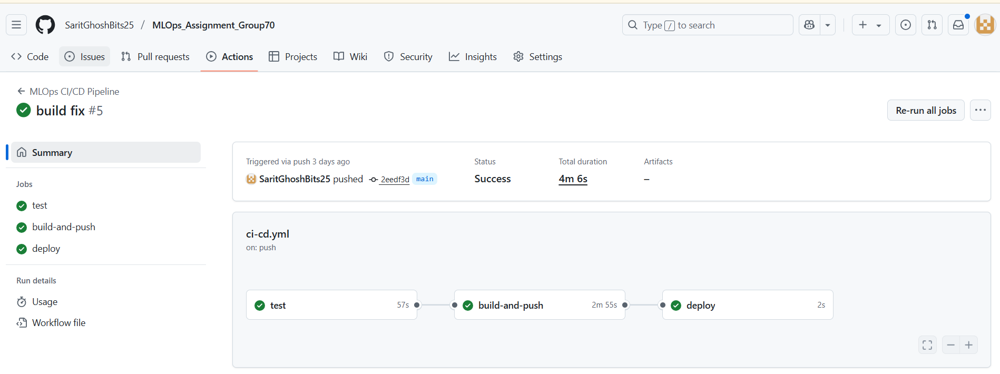 SaritGhoshBits25 / MLOps_Assignment_Group70
Type / to search
Code Issues Pull requests Actions Projects Wiki Security Insights Settings
MLOps CI/CD Pipeline
build fix #5
Re-run all jobs
Summary
Jobs
test
build-and-push
deploy
Run details
Usage
Workflow file
Triggered via push 3 days ago
SaritGhoshBits25 pushed 2eedf3d main
Status
Success
Total duration
4m 6s
Artifacts
–
ci-cd.yml
on: push
test 57s
build-and-push 2m 55s
deploy 2s